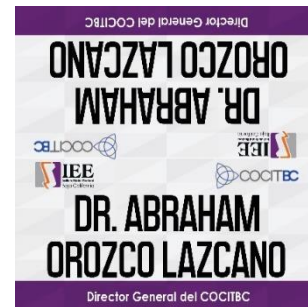 Director General del COCITBC
OROZCO LAZCANO
DR. ABRAHAM
COCITBC
IEE
IEE
COCITBC
DR. ABRAHAM
OROZCO LAZCANO
Director General del COCITBC